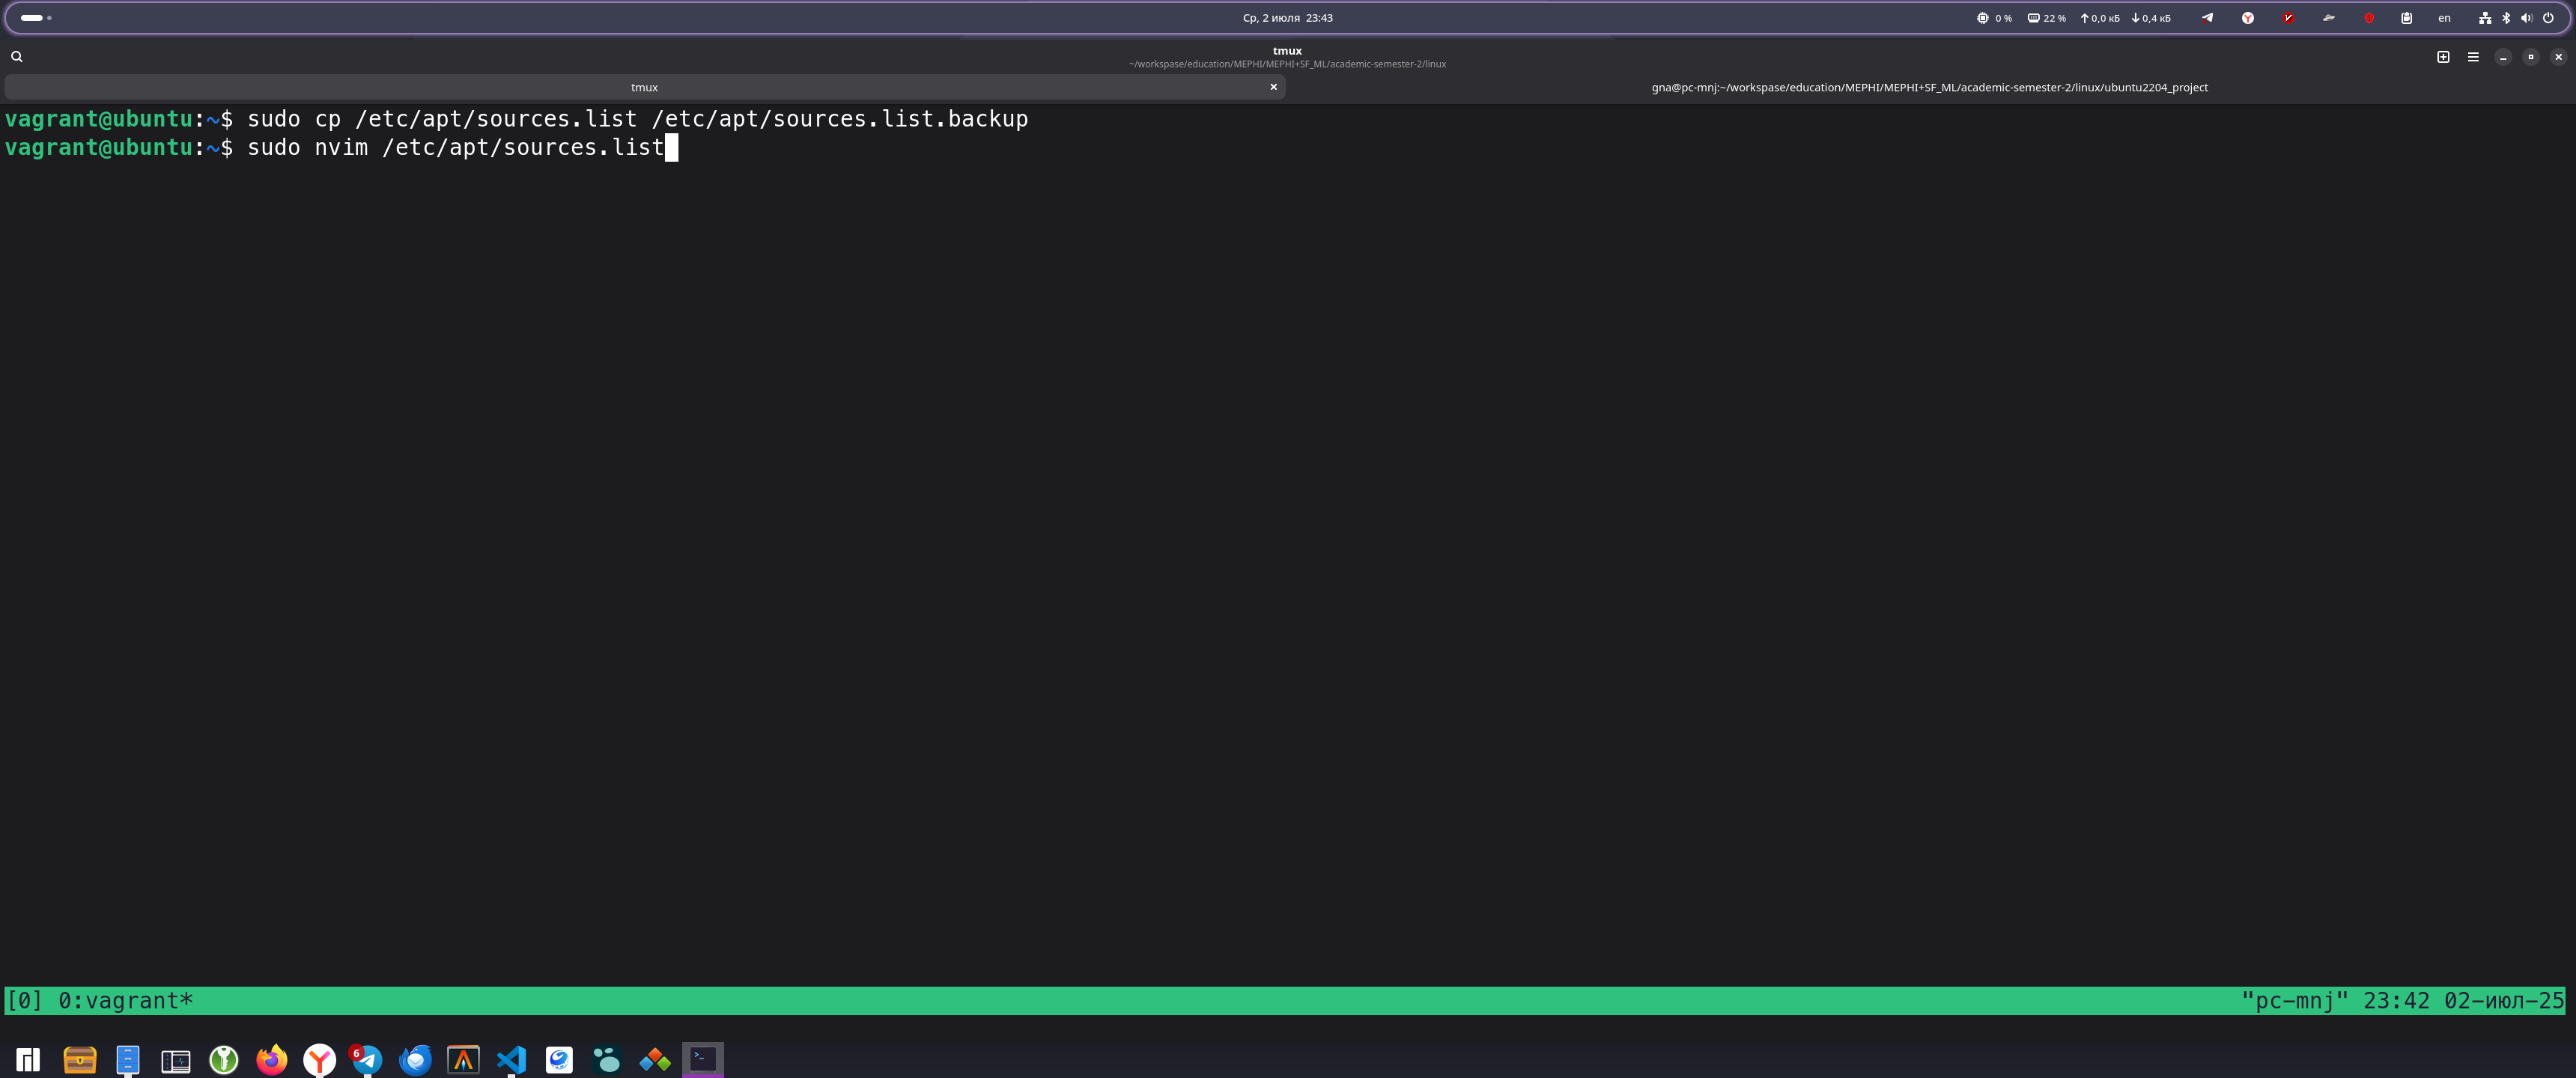 Ср, 2 июля 23:43
0 % 22 % 0,0 кБ 0,4 кБ en
tmux
~/workspase/education/MEPHI/MEPHI+SF_ML/academic-semester-2/linux
tmux
gna@pc-mnj:~/workspase/education/MEPHI/MEPHI+SF_ML/academic-semester-2/linux/ubuntu2204_project
vagrant@ubuntu:~$ sudo cp /etc/apt/sources.list /etc/apt/sources.list.backup
vagrant@ubuntu:~$ sudo nvim /etc/apt/sources.list
[0] 0:vagrant* "pc-mnj" 23:42 02-июл-25
6